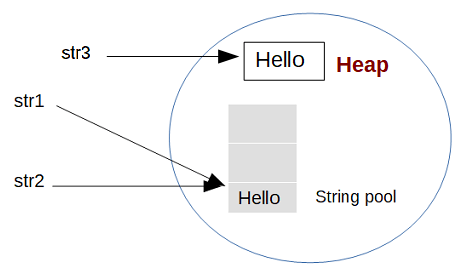 str3
Hello
Heap
str1
str2
Hello
String pool